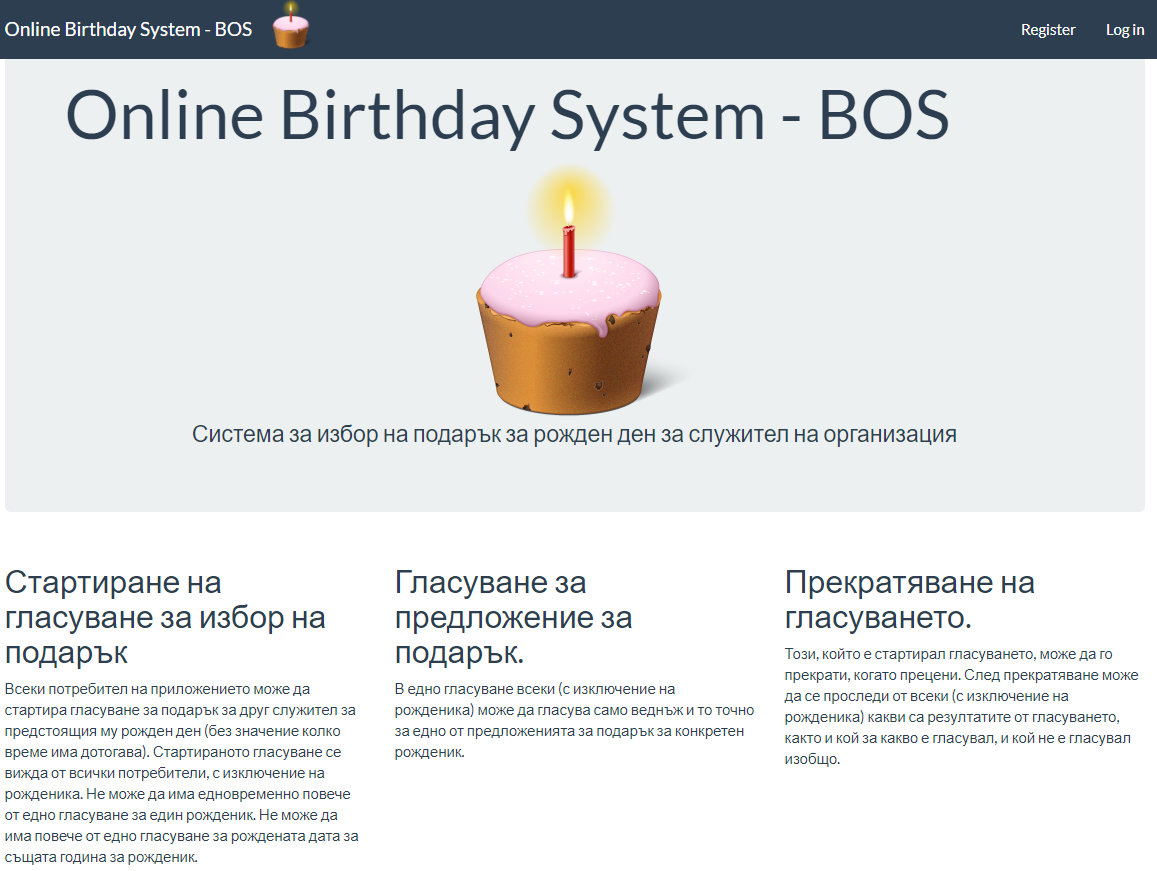 Online Birthday System - BOS
Register
Log in
Online Birthday System - BOS
Система за избор на подарък за рожден ден за служител на организация
Стартиране на
гласуване за избор на
подарък
Всеки потребител на приложението може да
стартира гласуване за подарък за друг служител за
предстоящия му рожден ден (без значение колко
време има дотогава). Стартираното гласуване се
вижда от всички потребители, с изключение на
рожденика. Не може да има едновременно повече
от едно гласуване за един рожденик. Не може да
има повече от едно гласуване за рождената дата за
същата година за рожденик.
Гласуване за
предложение за
подарък.
В едно гласуване всеки (с изключение на
рожденика) може да гласува само веднъж и то точно
за едно от предложенията за подарък за конкретен
рожденик.
Прекратяване на
гласуването.
Този, който е стартирал гласуването, може да го
прекрати, когато прецени. След прекратяване може
да се проследи от всеки (с изключение на
рожденика) какви са резултатите от гласуването,
както и кой за какво е гласувал, и кой не е гласувал
изобщо.